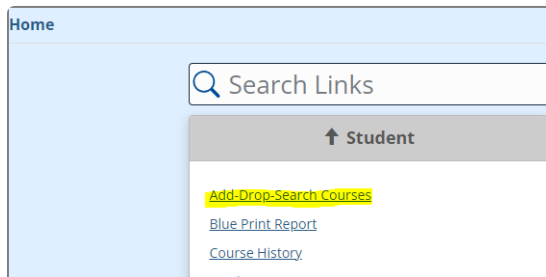 Home
Search Links
Student
Add-Drop-Search Courses
Blue Print Report
Course History